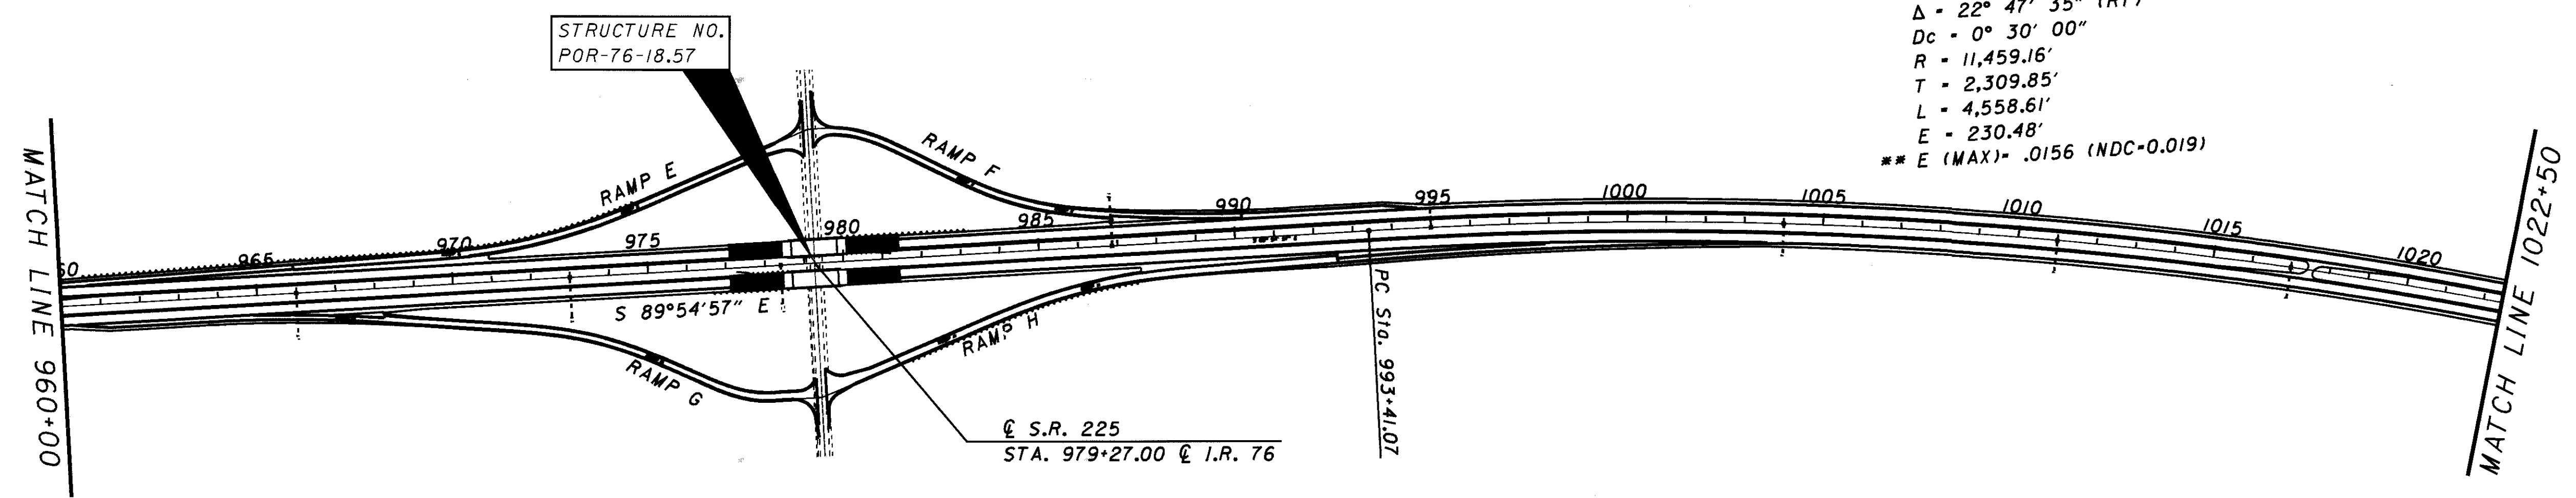 STRUCTURE NO.
POR-76-18.57
Δ = 22° 47' 35" (RT)
Dc = 0° 30' 00"
R = 11,459.16'
T = 2,309.85'
L = 4,558.61'
E = 230.48'
** E (MAX)= .0156 (NDC=0.019)
MATCH LINE 960+00
RAMP E
RAMP F
60
965
970
975
980
985
990
995
1000
1005
1010
1015
1020
MATCH LINE 1022+50
S 89°54'57" E
RAMP G
RAMP H
PC Sta. 993+41.07
℄ S.R. 225
STA. 979+27.00 ℄ I.R. 76